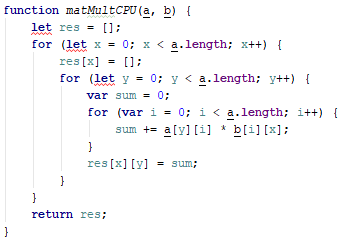 function matMultCPU(a, b) {
    let res = [];
    for (let x = 0; x < a.length; x++) {
        res[x] = [];
        for (let y = 0; y < a.length; y++) {
            var sum = 0;
            for (var i = 0; i < a.length; i++) {
                sum += a[y][i] * b[i][x];
            }
            res[x][y] = sum;
        }
    }
    return res;
}